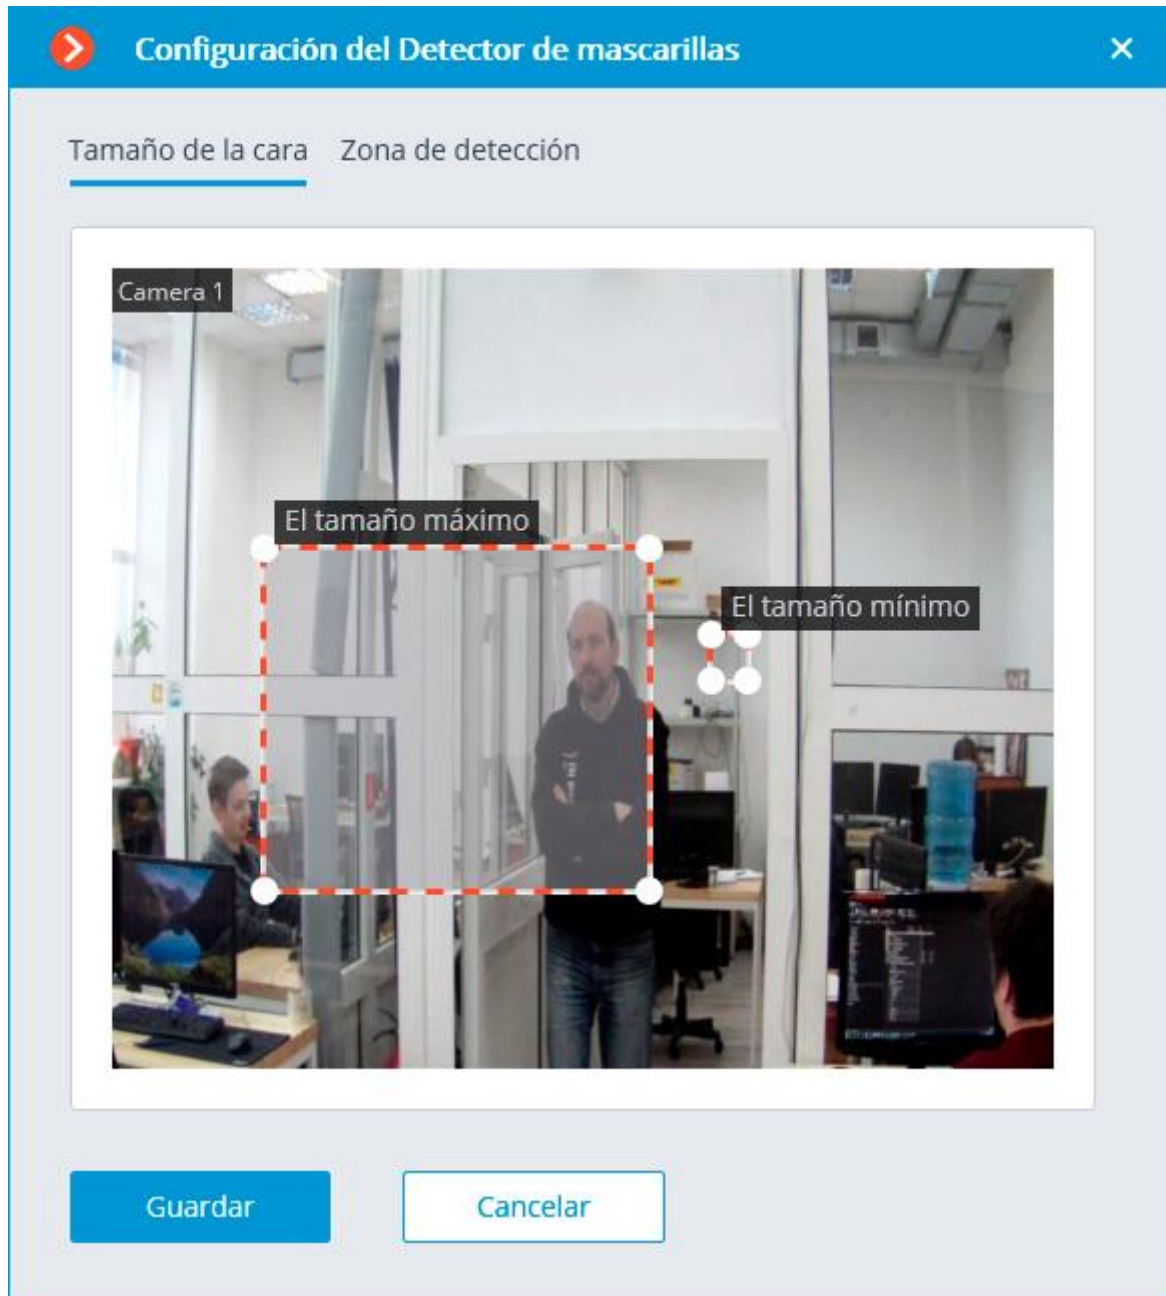 Configuración del Detector de mascarillas
Tamaño de la cara
Zona de detección
Camera 1
El tamaño máximo
El tamaño mínimo
Guardar
Cancelar